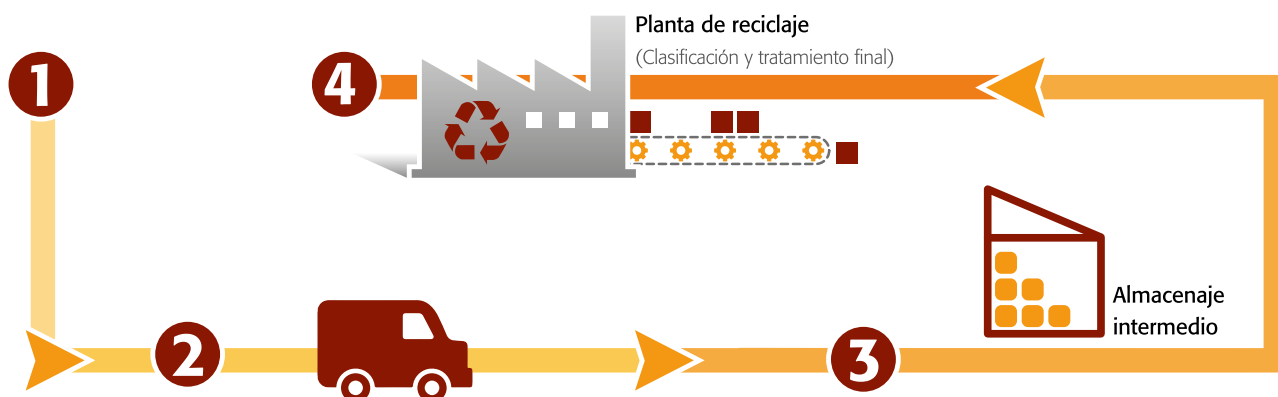 1
4
Planta de reciclaje
(Clasificación y tratamiento final)
Almacenaje
intermedio
2
3